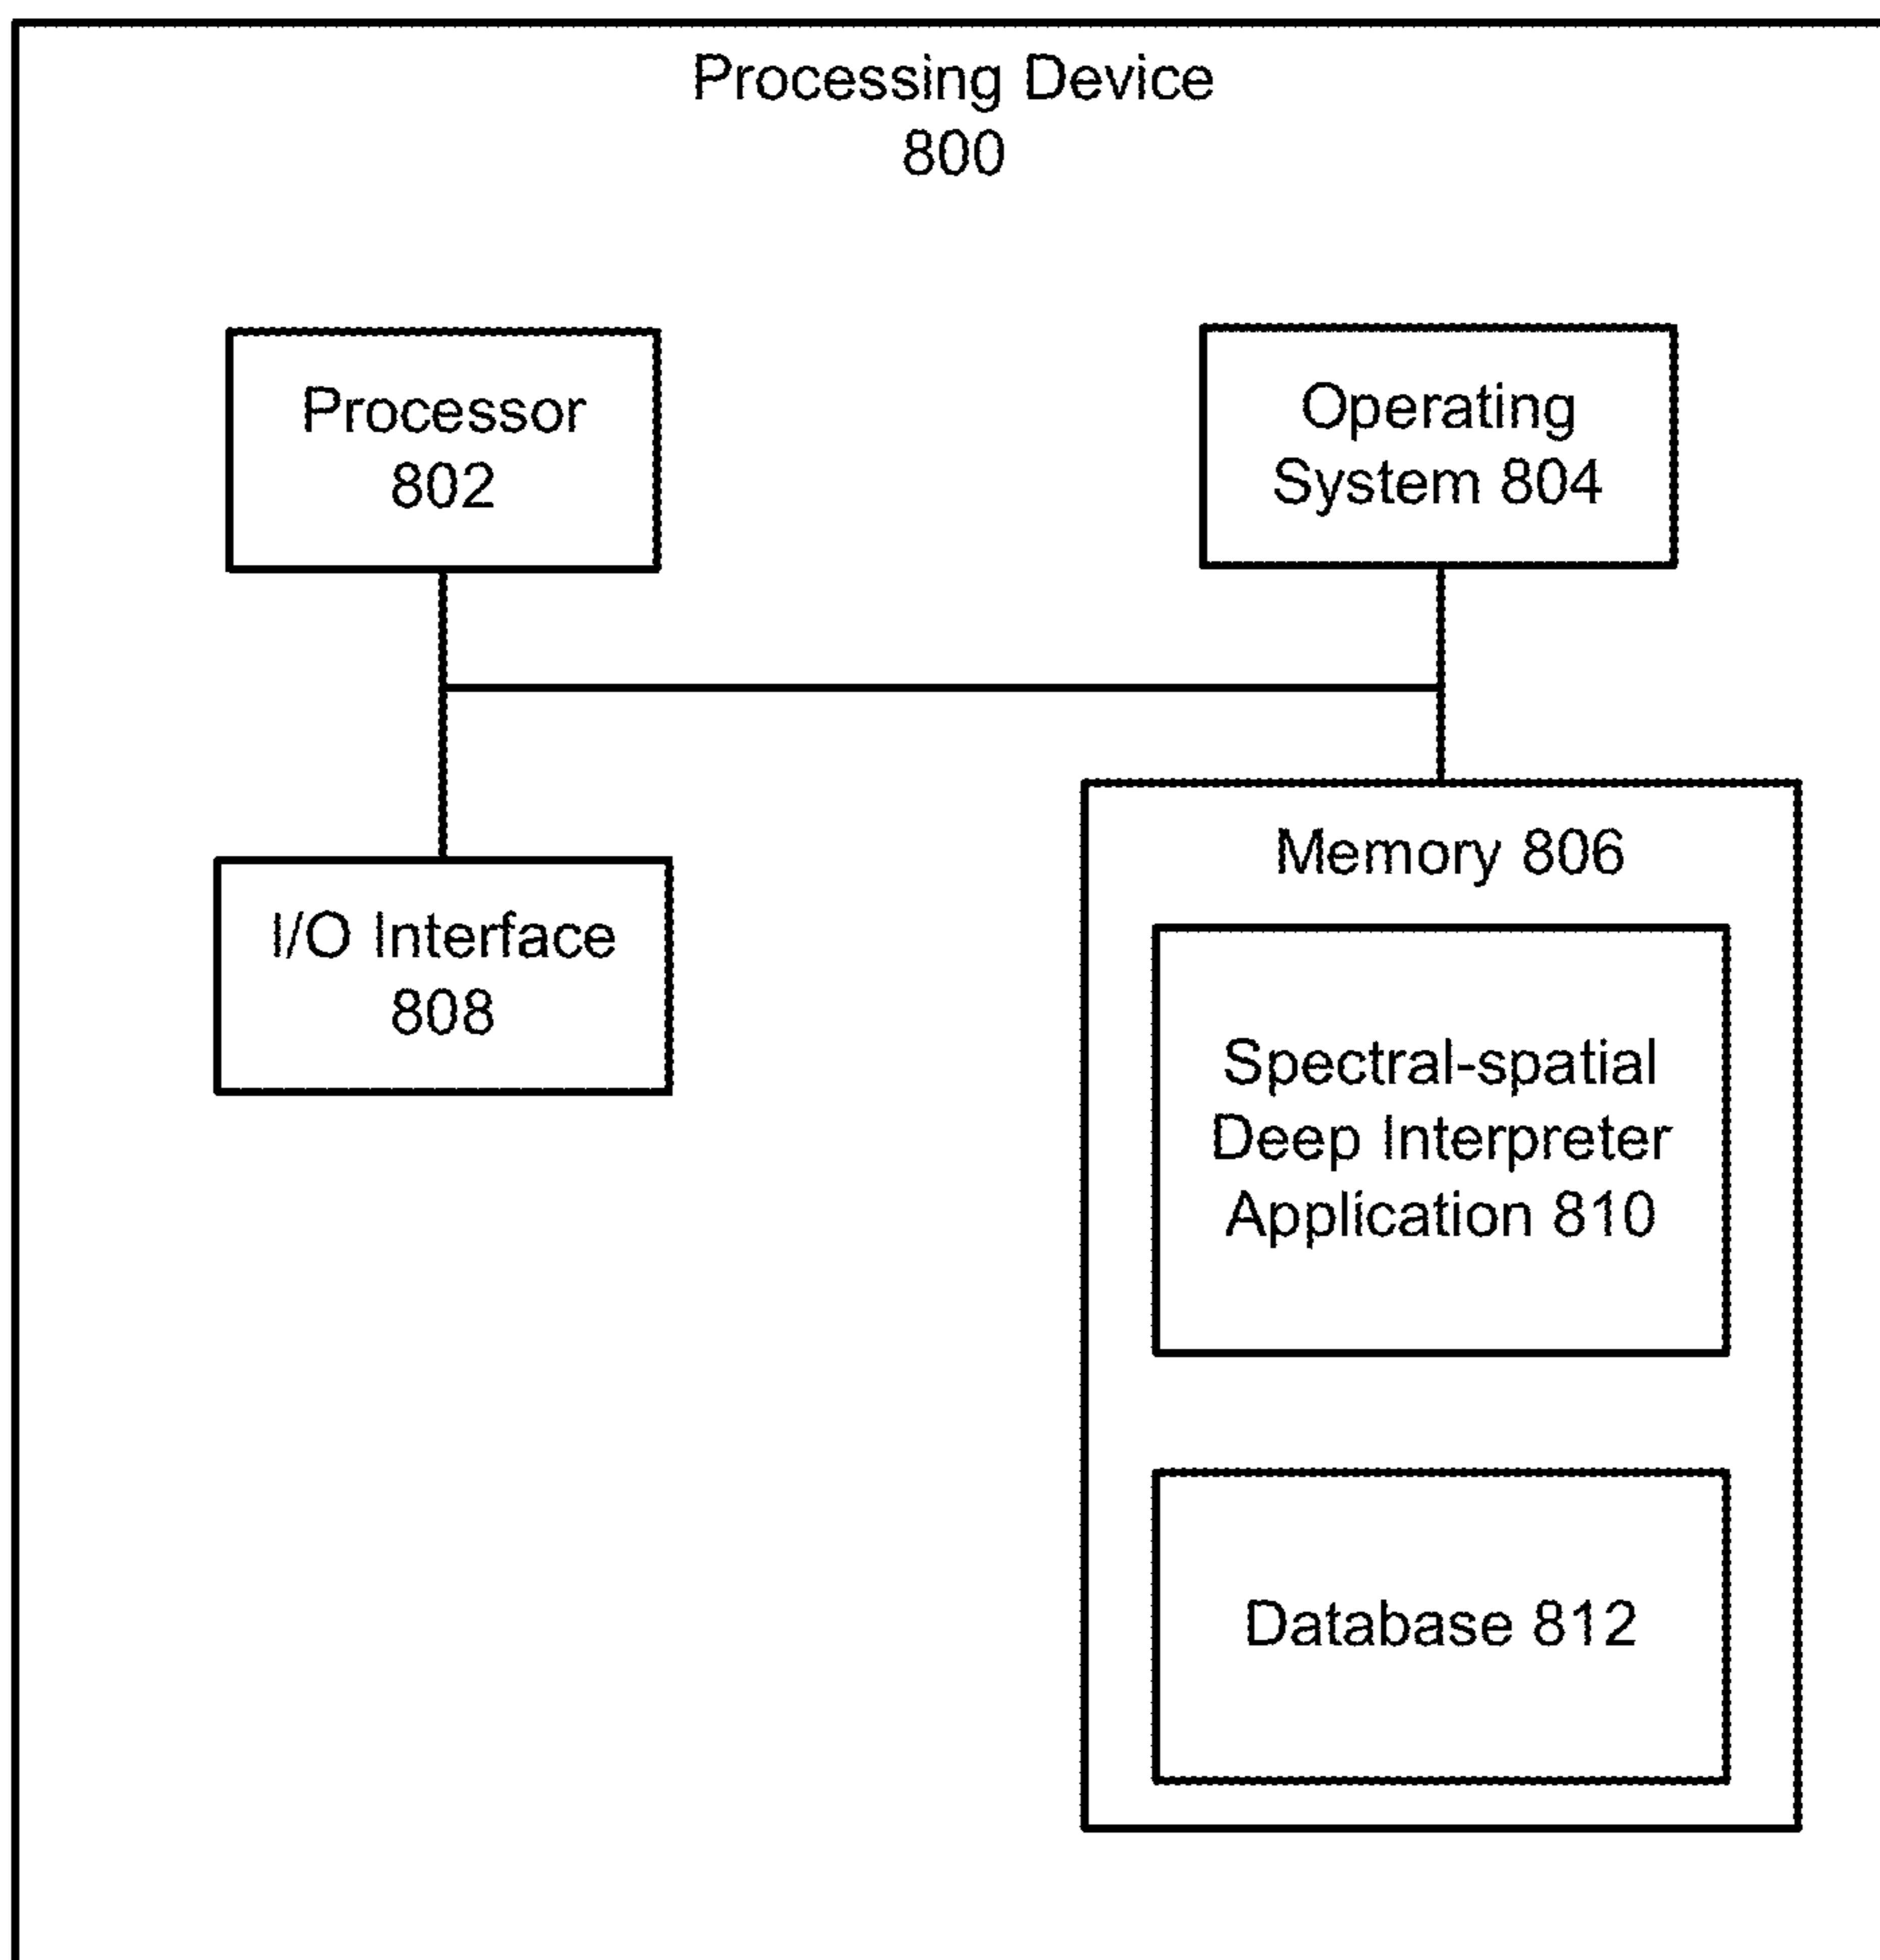 Processing Device
800
Processor
802
Operating
System 804
I/O Interface
808
Memory 806
Spectral-spatial
Deep Interpreter
Application 810
Database 812